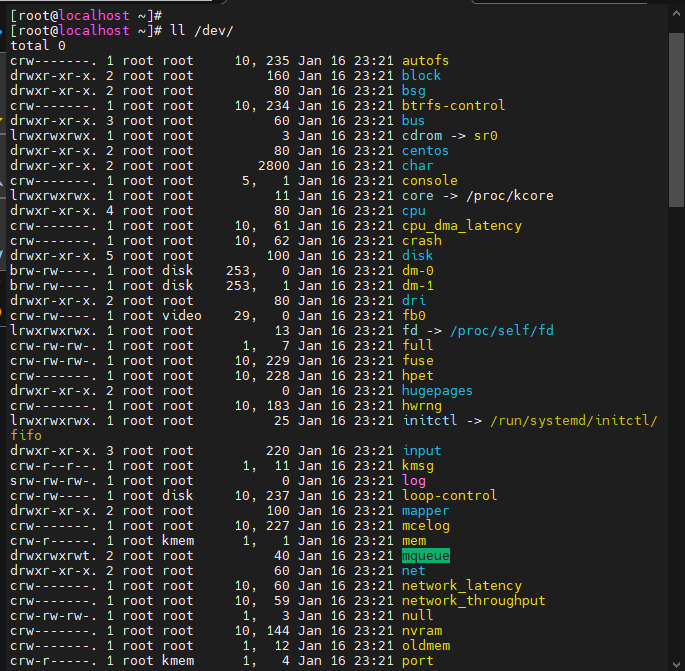 [root@localhost ~]#
[root@localhost ~]# ll /dev/
total 0
crw-------. 1 root root     10, 235 Jan 16 23:21 autofs
drwxr-xr-x. 2 root root         160 Jan 16 23:21 block
drwxr-xr-x. 2 root root          80 Jan 16 23:21 bsg
crw-------. 1 root root     10, 234 Jan 16 23:21 btrfs-control
drwxr-xr-x. 3 root root          60 Jan 16 23:21 bus
lrwxrwxrwx. 1 root root           3 Jan 16 23:21 cdrom -> sr0
drwxr-xr-x. 2 root root          80 Jan 16 23:21 centos
drwxr-xr-x. 2 root root        2800 Jan 16 23:21 char
crw-------. 1 root root      5,   1 Jan 16 23:21 console
lrwxrwxrwx. 1 root root          11 Jan 16 23:21 core -> /proc/kcore
drwxr-xr-x. 4 root root          80 Jan 16 23:21 cpu
crw-------. 1 root root     10,  61 Jan 16 23:21 cpu_dma_latency
crw-------. 1 root root     10,  62 Jan 16 23:21 crash
drwxr-xr-x. 5 root root         100 Jan 16 23:21 disk
brw-rw----. 1 root disk    253,   0 Jan 16 23:21 dm-0
brw-rw----. 1 root disk    253,   1 Jan 16 23:21 dm-1
drwxr-xr-x. 2 root root          80 Jan 16 23:21 dri
crw-rw----. 1 root video    29,   0 Jan 16 23:21 fb0
lrwxrwxrwx. 1 root root          13 Jan 16 23:21 fd -> /proc/self/fd
crw-rw-rw-. 1 root root      1,   7 Jan 16 23:21 full
crw-rw-rw-. 1 root root     10, 229 Jan 16 23:21 fuse
crw-------. 1 root root     10, 228 Jan 16 23:21 hpet
drwxr-xr-x. 2 root root           0 Jan 16 23:21 hugepages
crw-------. 1 root root     10, 183 Jan 16 23:21 hwrng
lrwxrwxrwx. 1 root root          25 Jan 16 23:21 initctl -> /run/systemd/initctl/
fifo
drwxr-xr-x. 3 root root         220 Jan 16 23:21 input
crw-r--r--. 1 root root      1,  11 Jan 16 23:21 kmsg
srw-rw-rw-. 1 root root           0 Jan 16 23:21 log
crw-rw----. 1 root disk     10, 237 Jan 16 23:21 loop-control
drwxr-xr-x. 2 root root         100 Jan 16 23:21 mapper
crw-------. 1 root root     10, 227 Jan 16 23:21 mcelog
crw-r-----. 1 root kmem      1,   1 Jan 16 23:21 mem
drwxrwxrwt. 2 root root          40 Jan 16 23:21 mqueue
drwxr-xr-x. 2 root root          60 Jan 16 23:21 net
crw-------. 1 root root     10,  60 Jan 16 23:21 network_latency
crw-------. 1 root root     10,  59 Jan 16 23:21 network_throughput
crw-rw-rw-. 1 root root      1,   3 Jan 16 23:21 null
crw-------. 1 root root     10, 144 Jan 16 23:21 nvram
crw-------. 1 root root      1,  12 Jan 16 23:21 oldmem
crw-r-----. 1 root kmem      1,   4 Jan 16 23:21 port